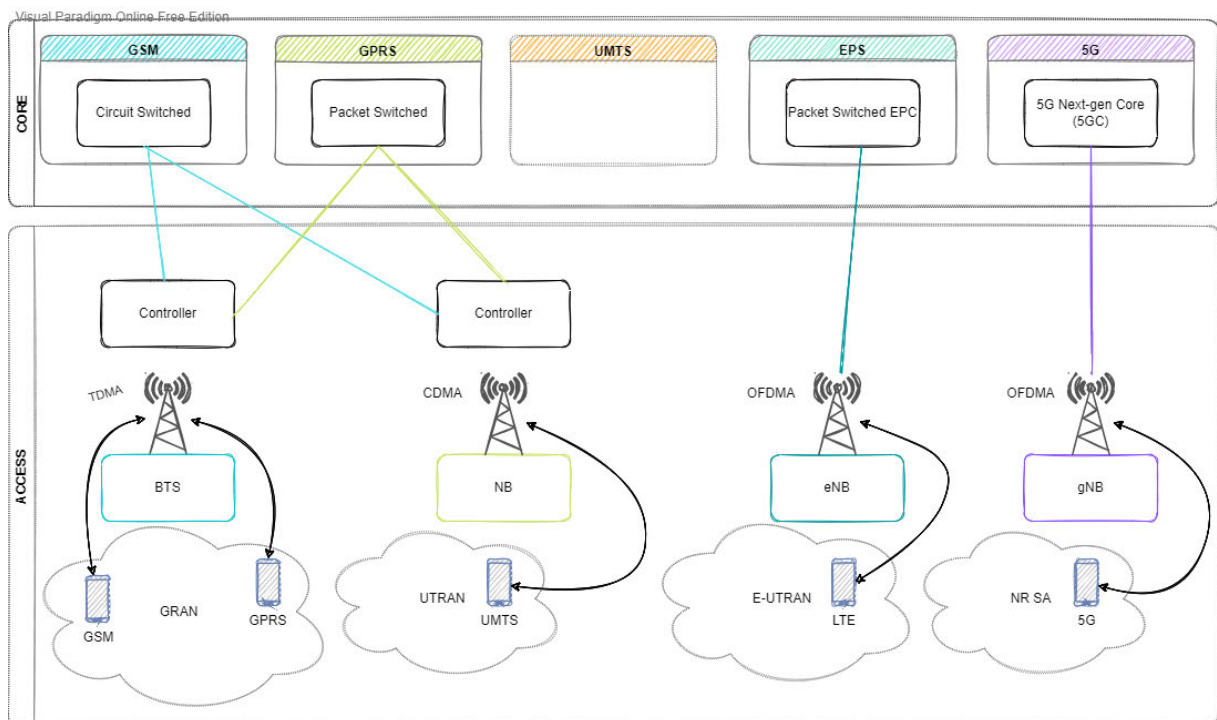 Visual Paradigm Online Free Edition
CORE
GSM
GPRS
UMTS
EPS
5G
Circuit Switched
Packet Switched
Packet Switched EPC
5G Next-gen Core
(5GC)
ACCESS
Controller
Controller
TDMA
CDMA
OFDMA
OFDMA
BTS
NB
eNB
gNB
GRAN
GSM
GPRS
UTRAN
UMTS
E-UTRAN
LTE
NR SA
5G